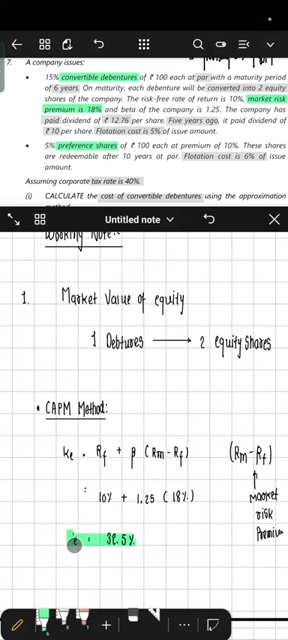 7. A company issues:
• 15% convertible debentures of ₹ 100 each at par with a maturity period
of 6 years. On maturity, each debenture will be converted into 2 equity
shares of the company. The risk-free rate of return is 10%, market risk
premium is 18% and beta of the company is 1.25. The company has
paid dividend of ₹ 12.76 per share. Five years ago, it paid dividend of
₹ 10 per share. Flotation cost is 5% of issue amount.
• 5% preference shares of ₹ 100 each at premium of 10%. These shares
are redeemable after 10 years at par. Flotation cost is 6% of issue
amount.
Assuming corporate tax rate is 40%.
(i) CALCULATE the cost of convertible debentures using the approximation
Untitled note
Working Note:
1. Market Value of equity
1 Debtures → 2 equity shares
• CAPM Method:
Ke = Rf + β (Rm - Rf) (Rm - Rf)
= 10% + 1.25 (18%) Market
risk
Premium
= 32.5%